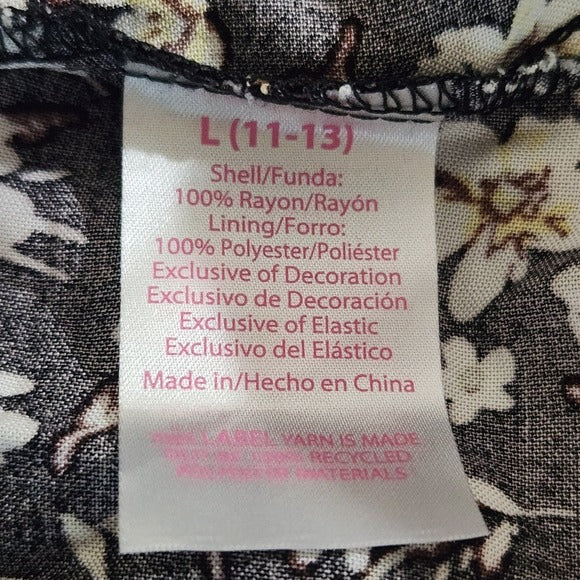 L (11-13)
Shell/Funda:
100% Rayon/Rayón
Lining/Forro:
100% Polyester/Poliéster
Exclusive of Decoration
Exclusivo de Decoración
Exclusive of Elastic
Exclusivo del Elástico
Made in/Hecho en China
LABEL YARN IS MADE
RECYCLED
MATERIALS